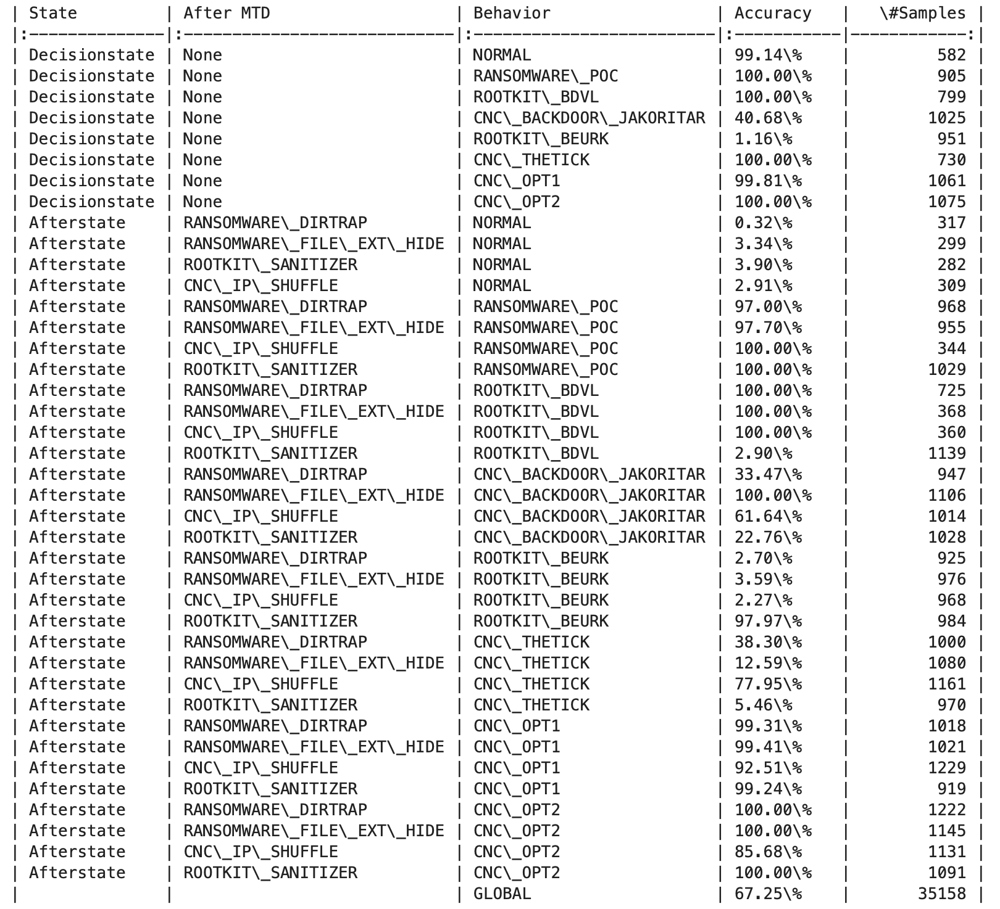 | State        | After MTD                  | Behavior                | Accuracy   |   \#Samples |
|:-------------|:---------------------------|:------------------------|:-----------|------------:|
| Decisionstate | None                       | NORMAL                  | 99.14\%    |         582 |
| Decisionstate | None                       | RANSOMWARE\_POC         | 100.00\%   |         905 |
| Decisionstate | None                       | ROOTKIT\_BDVL           | 100.00\%   |         799 |
| Decisionstate | None                       | CNC\_BACKDOOR\_JAKORITAR | 40.68\%    |        1025 |
| Decisionstate | None                       | ROOTKIT\_BEURK          | 1.16\%     |         951 |
| Decisionstate | None                       | CNC\_THETICK            | 100.00\%   |         730 |
| Decisionstate | None                       | CNC\_OPT1               | 99.81\%    |        1061 |
| Decisionstate | None                       | CNC\_OPT2               | 100.00\%   |        1075 |
| Afterstate    | RANSOMWARE\_DIRTRAP        | NORMAL                  | 0.32\%     |         317 |
| Afterstate    | RANSOMWARE\_FILE\_EXT\_HIDE | NORMAL                  | 3.34\%     |         299 |
| Afterstate    | ROOTKIT\_SANITIZER         | NORMAL                  | 3.90\%     |         282 |
| Afterstate    | CNC\_IP\_SHUFFLE           | NORMAL                  | 2.91\%     |         309 |
| Afterstate    | RANSOMWARE\_DIRTRAP        | RANSOMWARE\_POC         | 97.00\%    |         968 |
| Afterstate    | RANSOMWARE\_FILE\_EXT\_HIDE | RANSOMWARE\_POC         | 97.70\%    |         955 |
| Afterstate    | CNC\_IP\_SHUFFLE           | RANSOMWARE\_POC         | 100.00\%   |         344 |
| Afterstate    | ROOTKIT\_SANITIZER         | RANSOMWARE\_POC         | 100.00\%   |        1029 |
| Afterstate    | RANSOMWARE\_DIRTRAP        | ROOTKIT\_BDVL           | 100.00\%   |         725 |
| Afterstate    | RANSOMWARE\_FILE\_EXT\_HIDE | ROOTKIT\_BDVL           | 100.00\%   |         368 |
| Afterstate    | CNC\_IP\_SHUFFLE           | ROOTKIT\_BDVL           | 100.00\%   |         360 |
| Afterstate    | ROOTKIT\_SANITIZER         | ROOTKIT\_BDVL           | 2.90\%     |        1139 |
| Afterstate    | RANSOMWARE\_DIRTRAP        | CNC\_BACKDOOR\_JAKORITAR | 33.47\%    |         947 |
| Afterstate    | RANSOMWARE\_FILE\_EXT\_HIDE | CNC\_BACKDOOR\_JAKORITAR | 100.00\%   |        1106 |
| Afterstate    | CNC\_IP\_SHUFFLE           | CNC\_BACKDOOR\_JAKORITAR | 61.64\%    |        1014 |
| Afterstate    | ROOTKIT\_SANITIZER         | CNC\_BACKDOOR\_JAKORITAR | 22.76\%    |        1028 |
| Afterstate    | RANSOMWARE\_DIRTRAP        | ROOTKIT\_BEURK          | 2.70\%     |         925 |
| Afterstate    | RANSOMWARE\_FILE\_EXT\_HIDE | ROOTKIT\_BEURK          | 3.59\%     |         976 |
| Afterstate    | CNC\_IP\_SHUFFLE           | ROOTKIT\_BEURK          | 2.27\%     |         968 |
| Afterstate    | ROOTKIT\_SANITIZER         | ROOTKIT\_BEURK          | 97.97\%    |         984 |
| Afterstate    | RANSOMWARE\_DIRTRAP        | CNC\_THETICK            | 38.30\%    |        1000 |
| Afterstate    | RANSOMWARE\_FILE\_EXT\_HIDE | CNC\_THETICK            | 12.59\%    |        1080 |
| Afterstate    | CNC\_IP\_SHUFFLE           | CNC\_THETICK            | 77.95\%    |        1161 |
| Afterstate    | ROOTKIT\_SANITIZER         | CNC\_THETICK            | 5.46\%     |         970 |
| Afterstate    | RANSOMWARE\_DIRTRAP        | CNC\_OPT1               | 99.31\%    |        1018 |
| Afterstate    | RANSOMWARE\_FILE\_EXT\_HIDE | CNC\_OPT1               | 99.41\%    |        1021 |
| Afterstate    | CNC\_IP\_SHUFFLE           | CNC\_OPT1               | 92.51\%    |        1229 |
| Afterstate    | ROOTKIT\_SANITIZER         | CNC\_OPT1               | 99.24\%    |         919 |
| Afterstate    | RANSOMWARE\_DIRTRAP        | CNC\_OPT2               | 100.00\%   |        1222 |
| Afterstate    | RANSOMWARE\_FILE\_EXT\_HIDE | CNC\_OPT2               | 100.00\%   |        1145 |
| Afterstate    | CNC\_IP\_SHUFFLE           | CNC\_OPT2               | 85.68\%    |        1131 |
| Afterstate    | ROOTKIT\_SANITIZER         | CNC\_OPT2               | 100.00\%   |        1091 |
|               |                            | GLOBAL                  | 67.25\%    |       35158 |